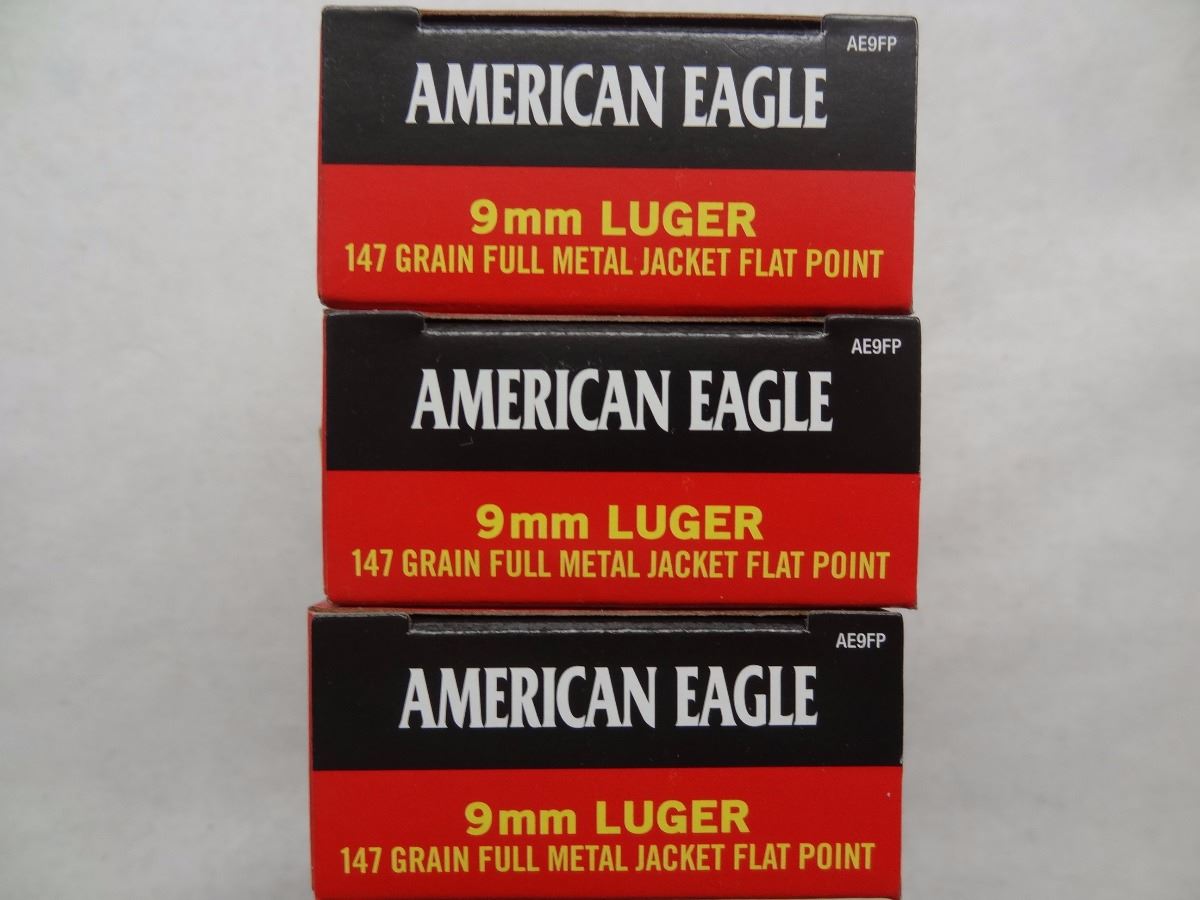 AE9FP
AMERICAN EAGLE
9mm LUGER
147 GRAIN FULL METAL JACKET FLAT POINT
AE9FP
AMERICAN EAGLE
9mm LUGER
147 GRAIN FULL METAL JACKET FLAT POINT
AE9FP
AMERICAN EAGLE
9mm LUGER
147 GRAIN FULL METAL JACKET FLAT POINT